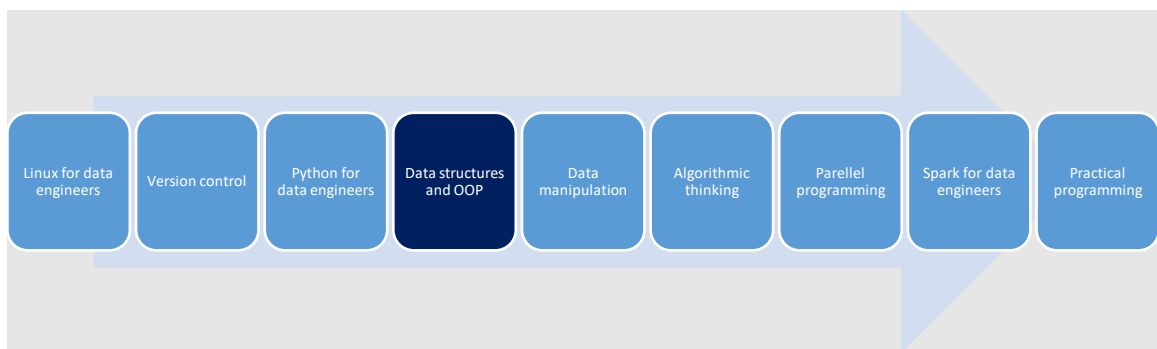 Linux for data
engineers
Version control
Python for
data engineers
Data structures
and OOP
Data
manipulation
Algorithmic
thinking
Parellel
programming
Spark for data
engineers
Practical
programming